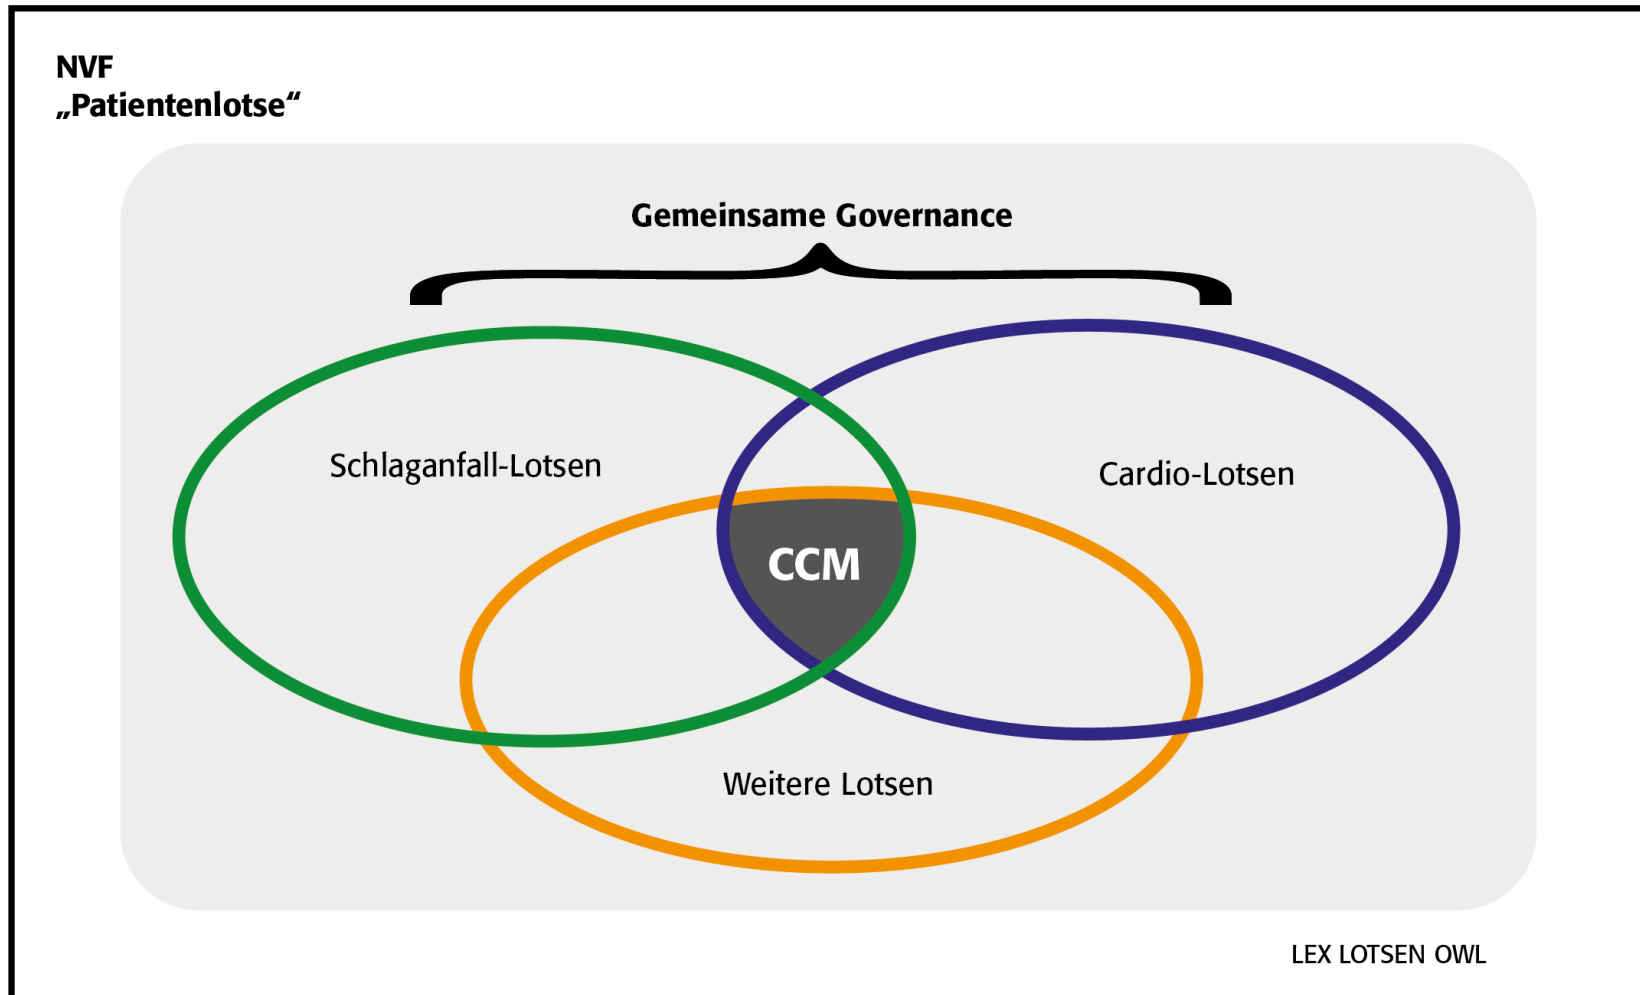 NVF
„Patientenlotse“
Gemeinsame Governance
Schlaganfall-Lotsen
Cardio-Lotsen
CCM
Weitere Lotsen
LEX LOTSEN OWL